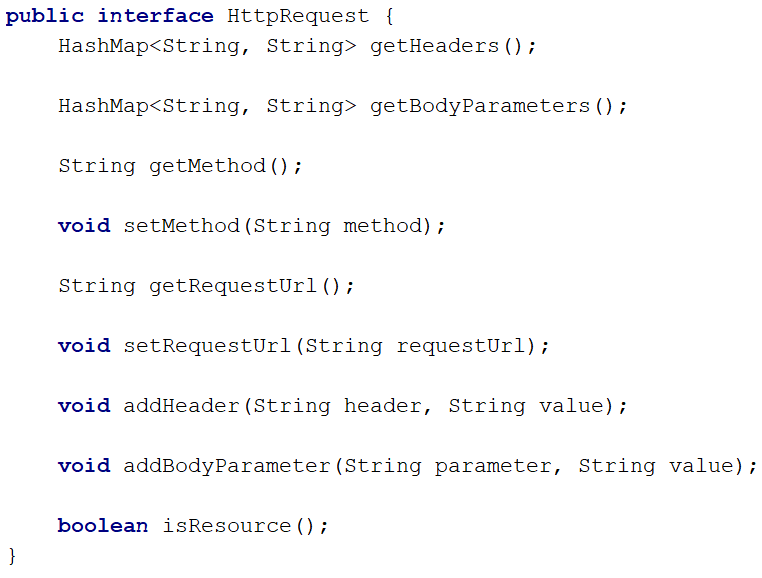 public interface HttpRequest {
    HashMap<String, String> getHeaders();
    HashMap<String, String> getBodyParameters();
    String getMethod();
    void setMethod(String method);
    String getRequestUrl();
    void setRequestUrl(String requestUrl);
    void addHeader(String header, String value);
    void addBodyParameter(String parameter, String value);
    boolean isResource();
}